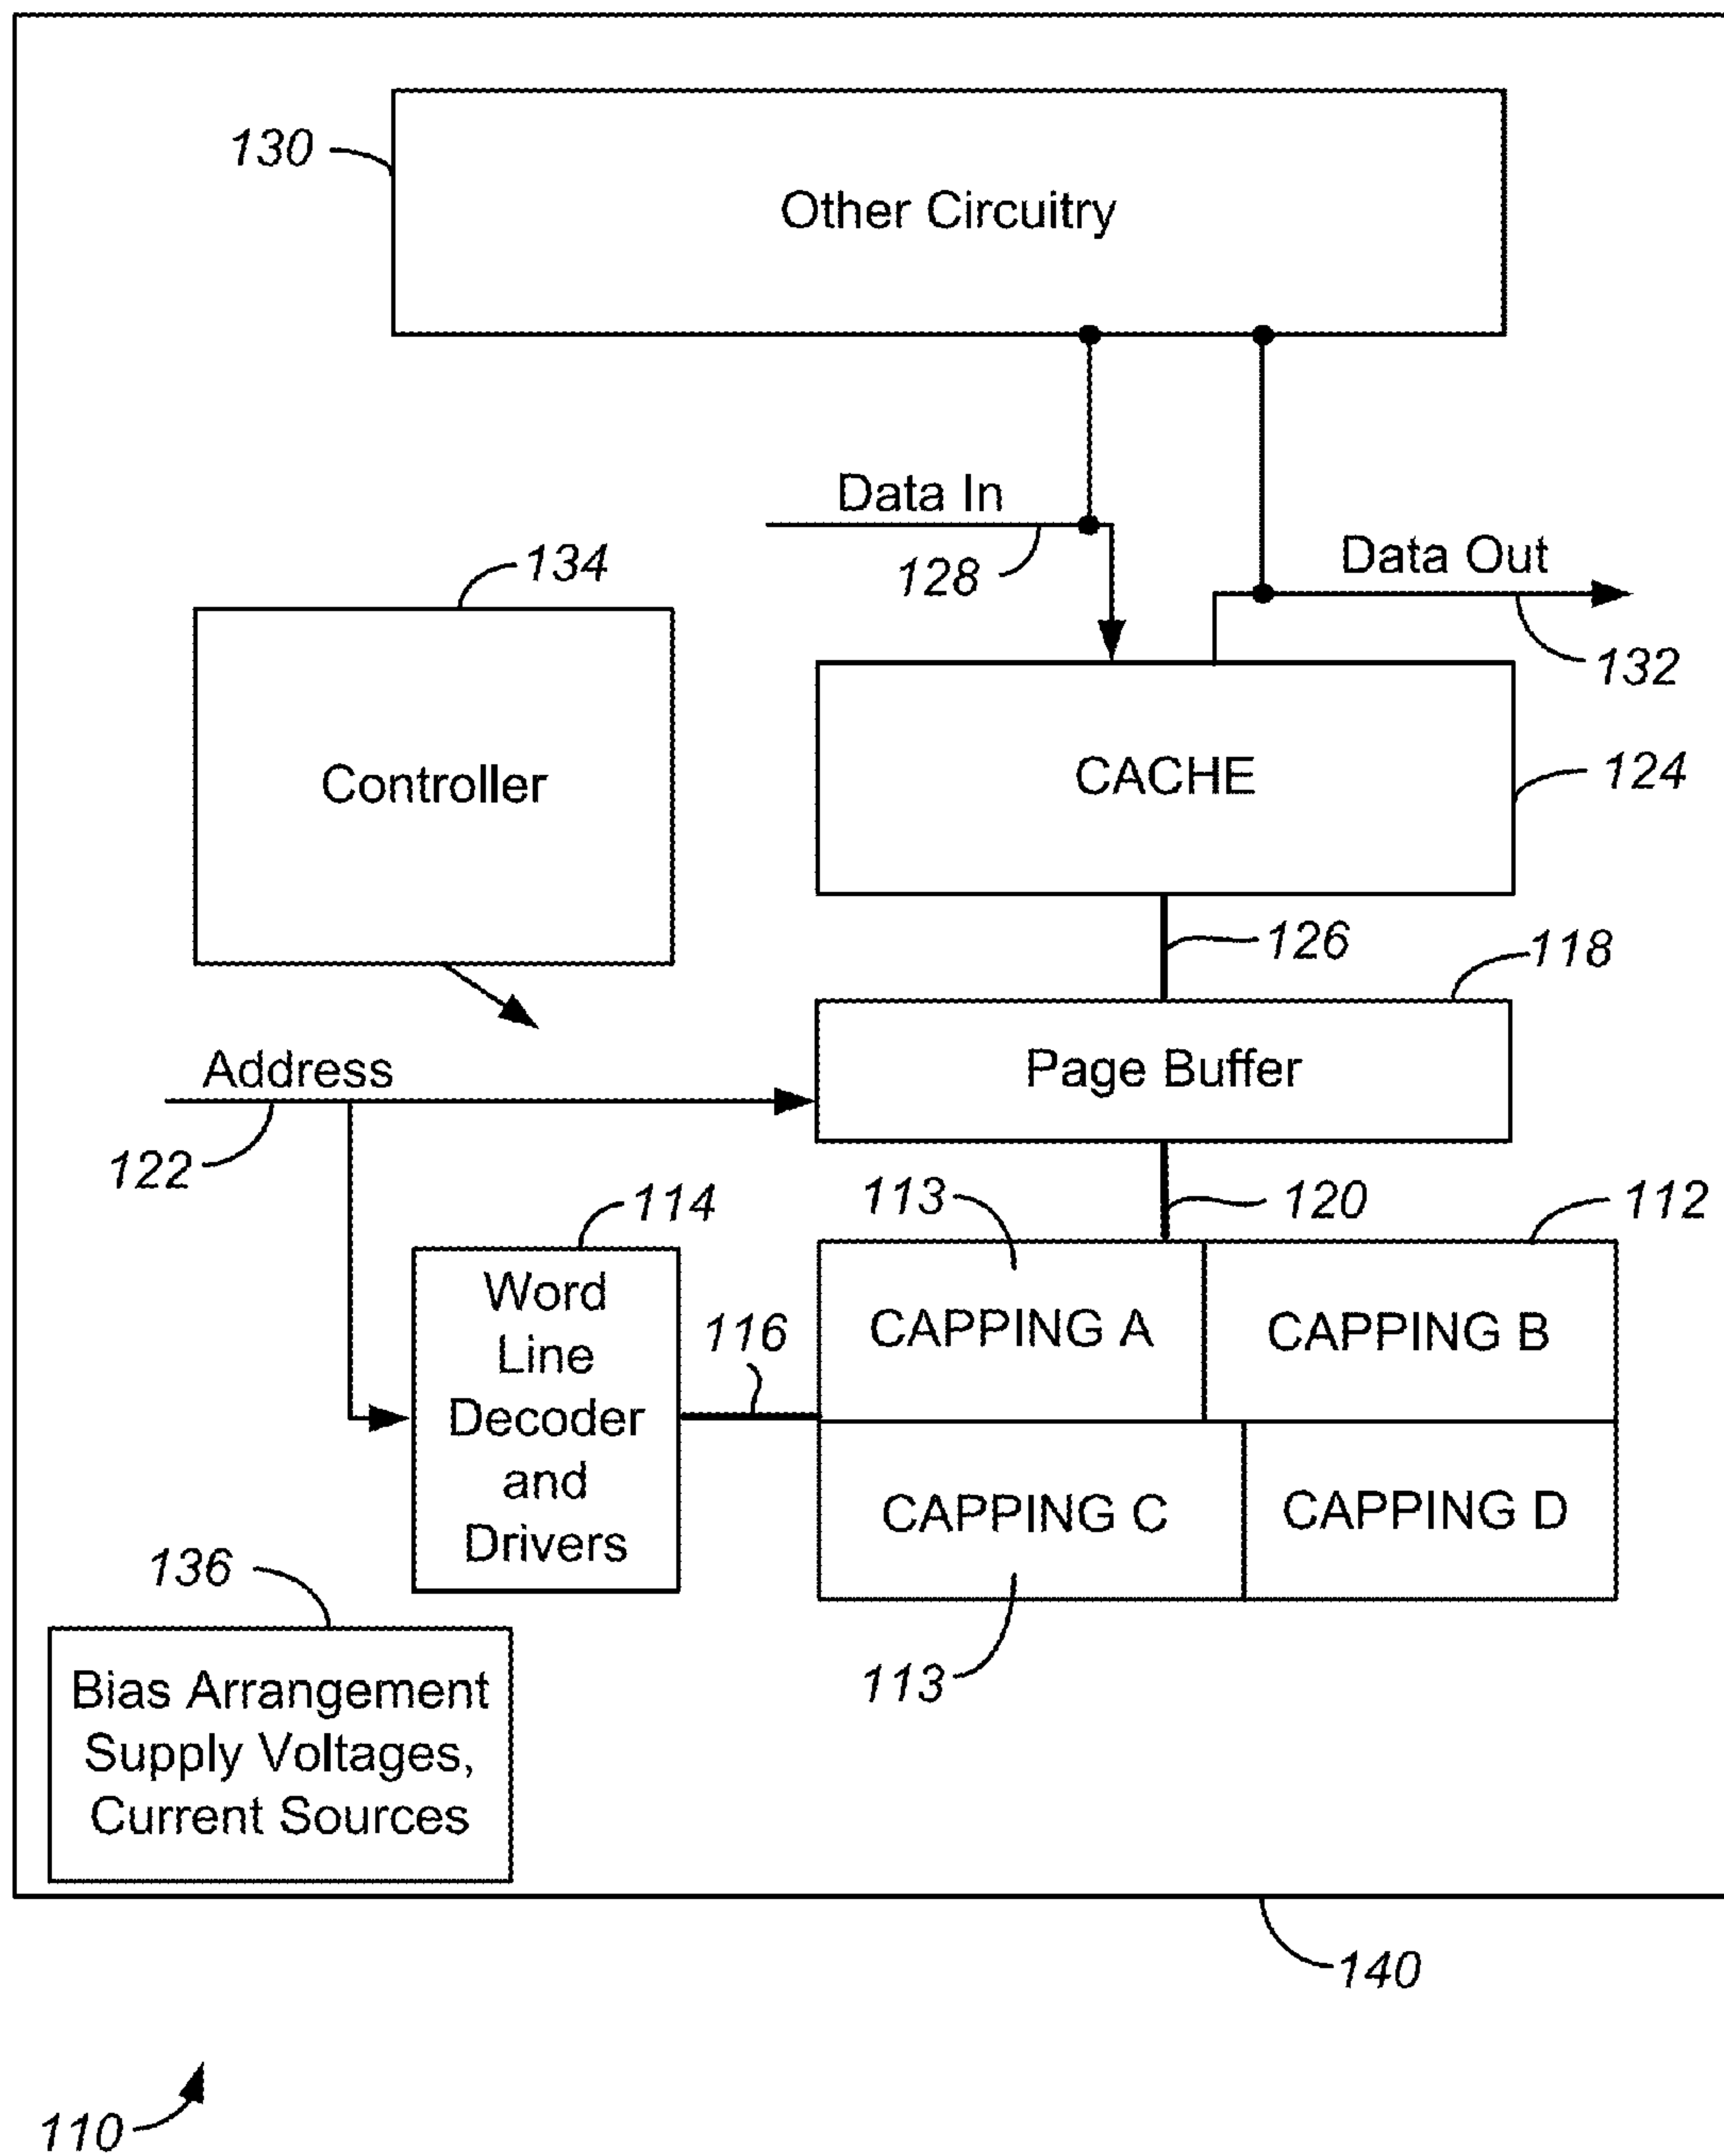 130
Other Circuitry
Data In
128
Data Out
132
134
Controller
CACHE
124
126
118
Address
122
Page Buffer
114
113
120
112
Word
Line
Decoder
and
Drivers
116
CAPPING A
CAPPING B
CAPPING C
CAPPING D
113
136
Bias Arrangement
Supply Voltages,
Current Sources
140
110